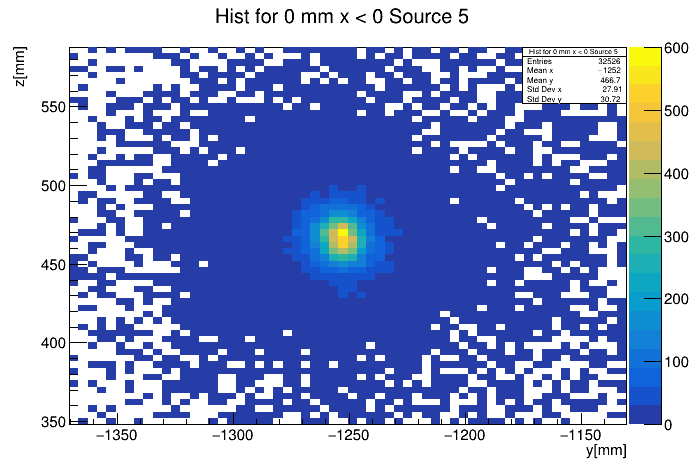 Hist for 0 mm x < 0 Source 5
z[mm]
Hist for 0 mm x < 0 Source 5
Entries 32526
Mean x −1252
Mean y 466.7
Std Dev x 27.91
Std Dev y 30.72
600
550
500
500
400
450
300
400
200
100
350
0
−1350 −1300 −1250 −1200 −1150
y[mm]